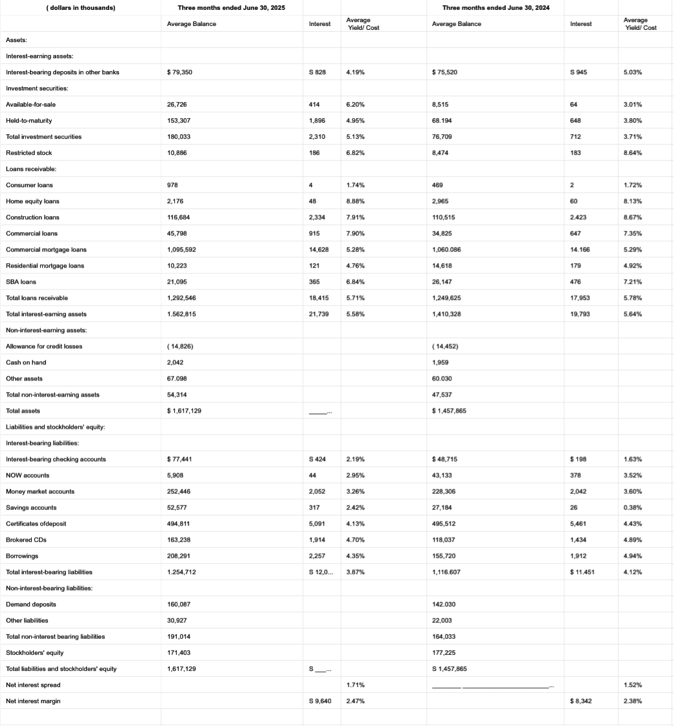 ( dollars in thousands) Three months ended June 30, 2025 Three months ended June 30, 2024
Average Balance Interest Average Yield/ Cost Average Balance Interest Average Yield/ Cost
Assets:
Interest-earning assets:
Interest-bearing deposits in other banks $ 79,350 S 828 4.19% $ 75,520 S 945 5.03%
Investment securities:
Available-for-sale 26,726 414 6.20% 8,515 64 3.01%
Held-to-maturity 153,307 1,896 4.95% 68.194 648 3.80%
Total investment securities 180,033 2,310 5.13% 76,709 712 3.71%
Restricted stock 10,886 186 6.82% 8,474 183 8.64%
Loans receivable:
Consumer loans 978 4 1.74% 469 2 1.72%
Home equity loans 2,176 48 8.88% 2,965 60 8.13%
Construction loans 116,684 2,334 7.91% 110,515 2.423 8.67%
Commercial loans 45,798 915 7.90% 34,825 647 7.35%
Commercial mortgage loans 1,095,592 14,628 5.28% 1,060.086 14.166 5.29%
Residential mortgage loans 10,223 121 4.76% 14,618 179 4.92%
SBA loans 21,095 365 6.84% 26,147 476 7.21%
Total loans receivable 1,292,546 18,415 5.71% 1,249,625 17,953 5.78%
Total interest-earning assets 1.562,815 21,739 5.58% 1,410,328 19,793 5.64%
Non-interest-earning assets:
Allowance for credit losses ( 14,826) ( 14,452)
Cash on hand 2,042 1,959
Other assets 67.098 60.030
Total non-interest-earning assets 54,314 47,537
Total assets $ 1,617,129 _____... $ 1,457,865
Liabilities and stockholders' equity:
Interest-bearing liabilities:
Interest-bearing checking accounts $ 77,441 S 424 2.19% $ 48,715 $ 198 1.63%
NOW accounts 5,908 44 2.95% 43,133 378 3.52%
Money market accounts 252,446 2,052 3.26% 228,306 2,042 3.60%
Savings accounts 52,577 317 2.42% 27,184 26 0.38%
Certificates ofdeposit 494,811 5,091 4.13% 495,512 5,461 4.43%
Brokered CDs 163,238 1,914 4.70% 118,037 1,434 4.89%
Borrowings 208,291 2,257 4.35% 155,720 1,912 4.94%
Total interest-bearing liabilities 1.254,712 S 12,0... 3.87% 1,116.607 $ 11.451 4.12%
Non-interest-bearing liabilities:
Demand deposits 160,087 142.030
Other liabilities 30,927 22,003
Total non-interest bearing liabilities 191,014 164,033
Stockholders' equity 171,403 177,225
Total liabilities and stockholders' equity 1,617,129 S ___... S 1,457,865
Net interest spread 1.71% ________ ______________________... 1.52%
Net interest margin S 9,640 2.47% $ 8,342 2.38%